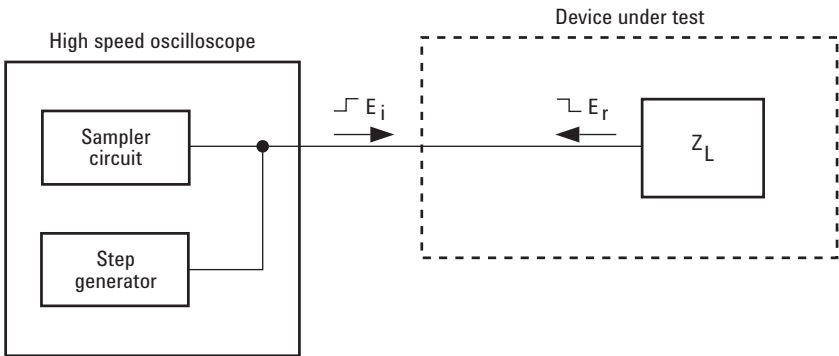 Device under test
High speed oscilloscope
Sampler
circuit
Step
generator
E i
E r
Z L